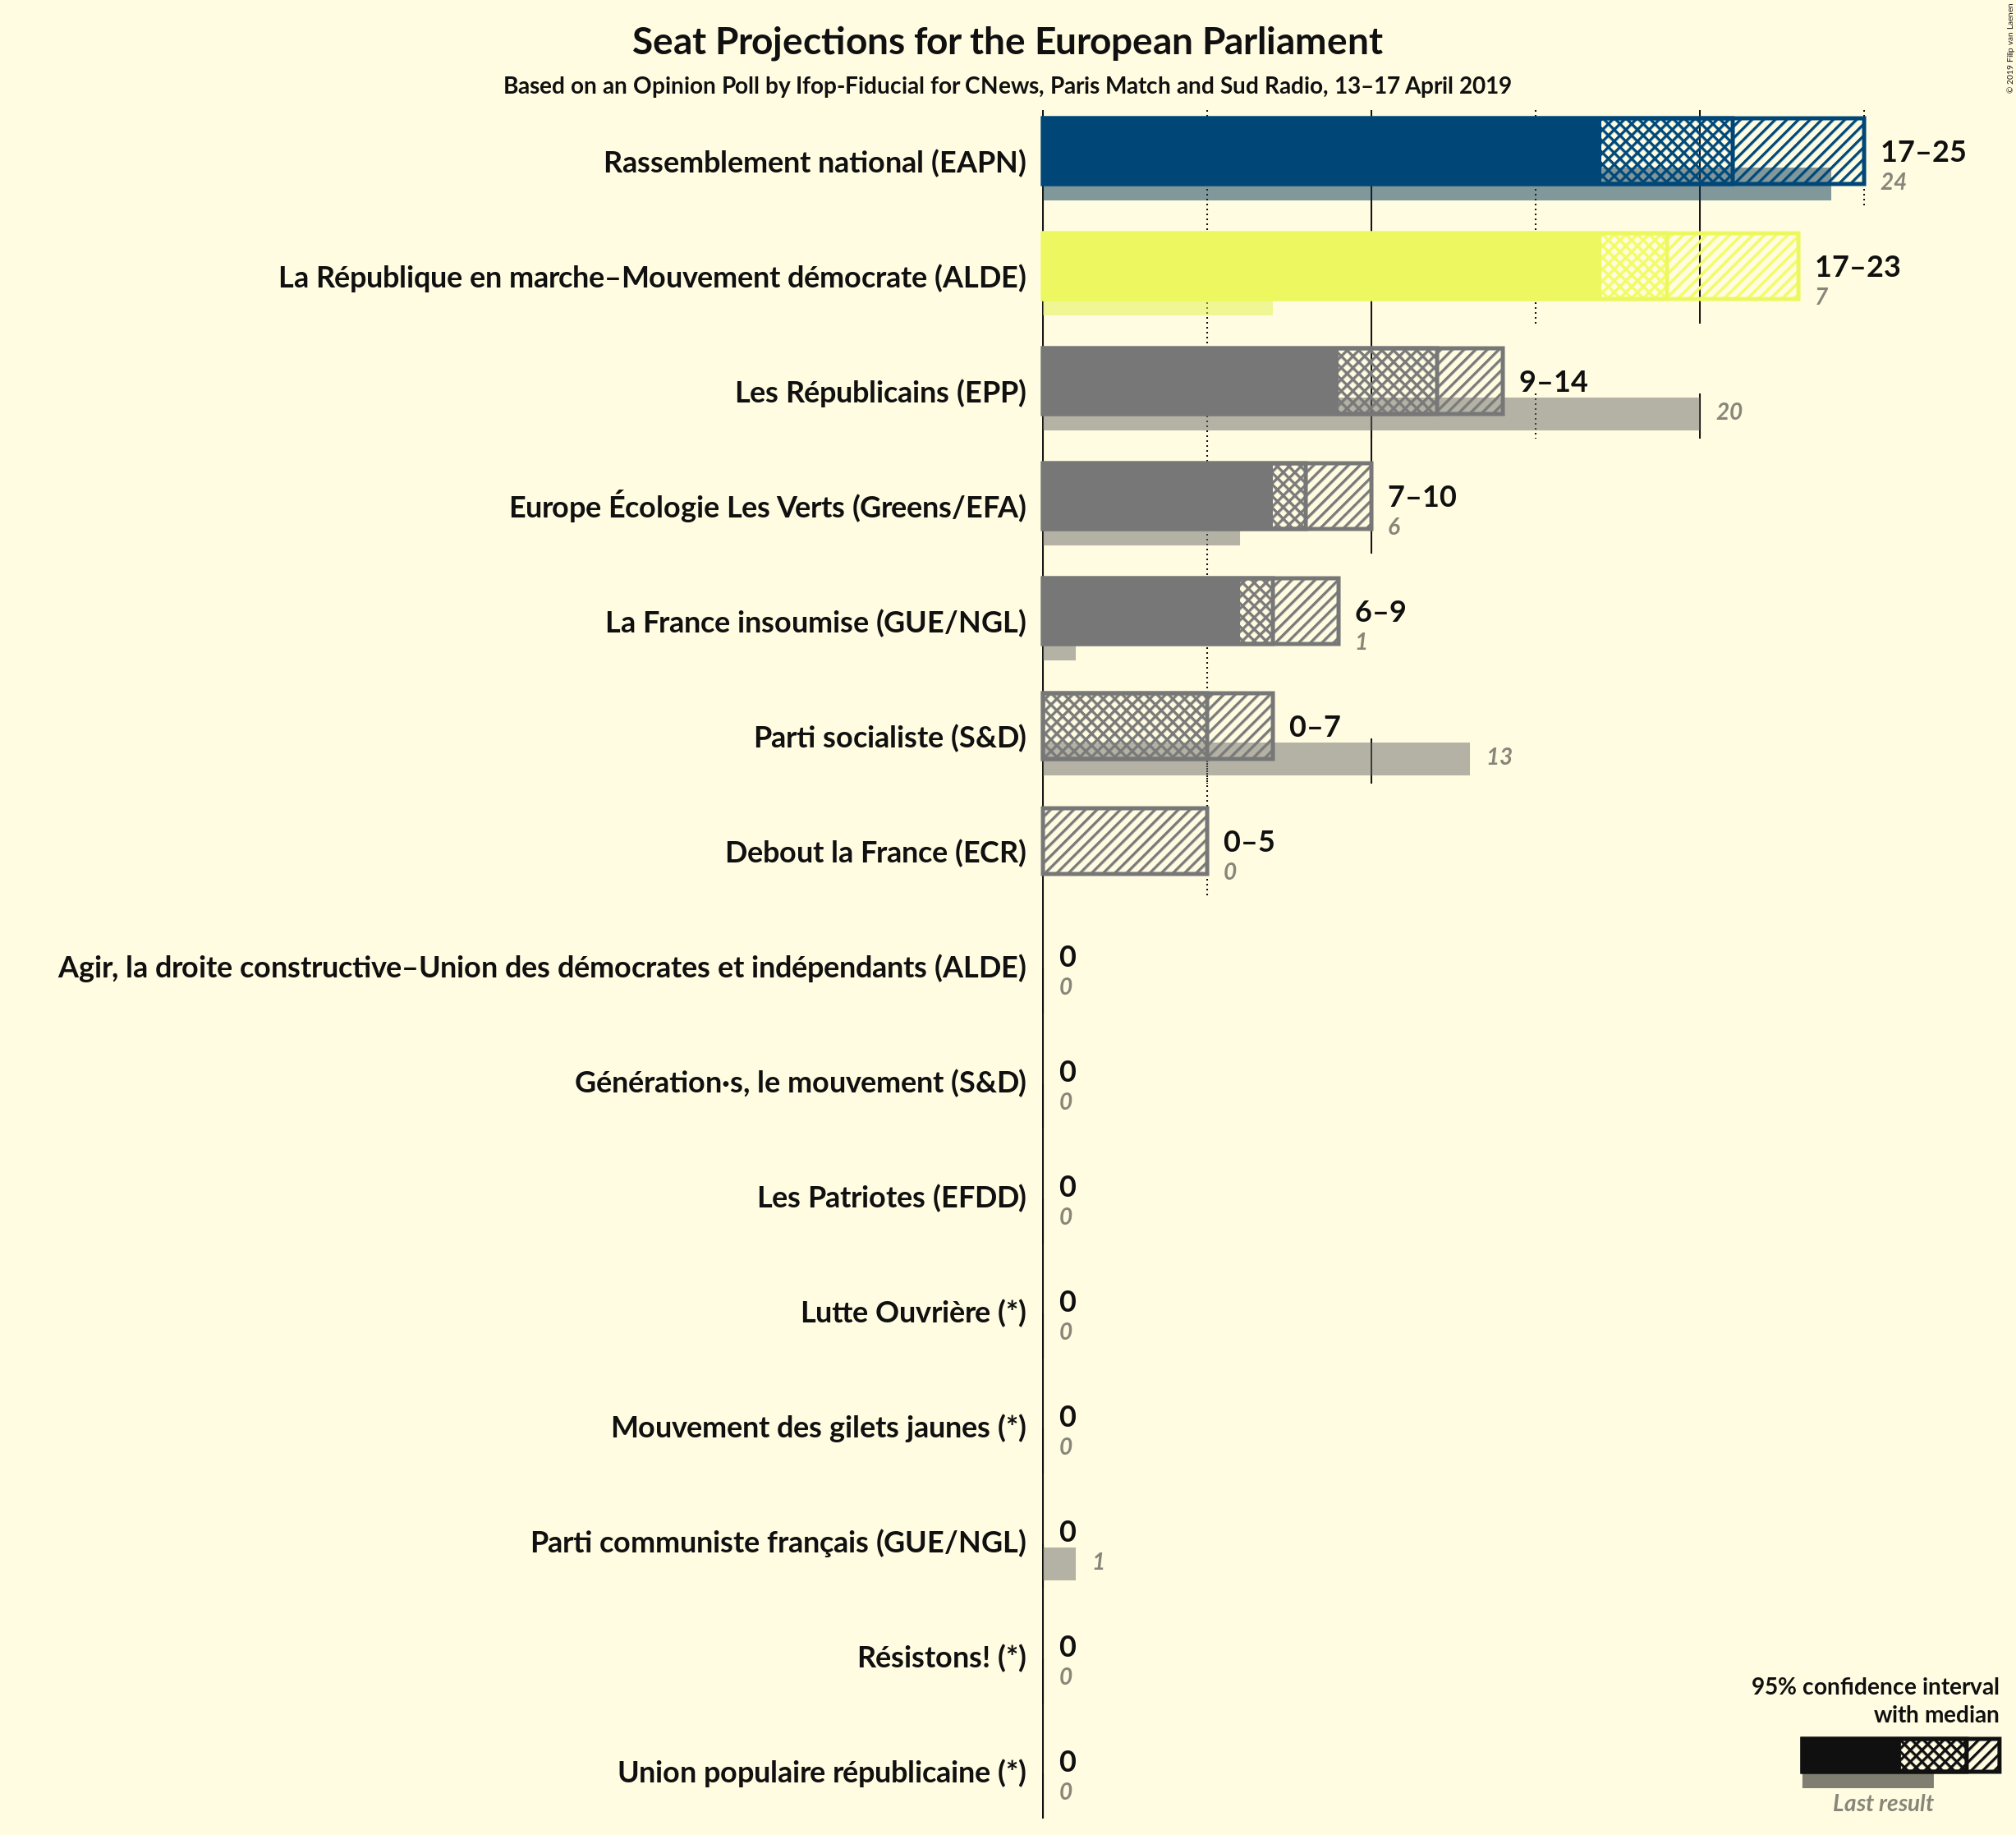 Seat Projections for the European Parliament
Based on an Opinion Poll by Ifop-Fiducial for CNews, Paris Match and Sud Radio, 13–17 April 2019
© 2019 Filip van Laenen
Rassemblement national (EAPN)
17–25
24
La République en marche–Mouvement démocrate (ALDE)
17–23
7
Les Républicains (EPP)
9–14
20
Europe Écologie Les Verts (Greens/EFA)
7–10
6
La France insoumise (GUE/NGL)
6–9
1
Parti socialiste (S&D)
0–7
13
Debout la France (ECR)
0–5
0
Agir, la droite constructive–Union des démocrates et indépendants (ALDE)
0
0
Génération·s, le mouvement (S&D)
0
0
Les Patriotes (EFDD)
0
0
Lutte Ouvrière (*)
0
0
Mouvement des gilets jaunes (*)
0
0
Parti communiste français (GUE/NGL)
0
1
Résistons! (*)
0
0
Union populaire républicaine (*)
0
0
95% confidence interval
with median
Last result